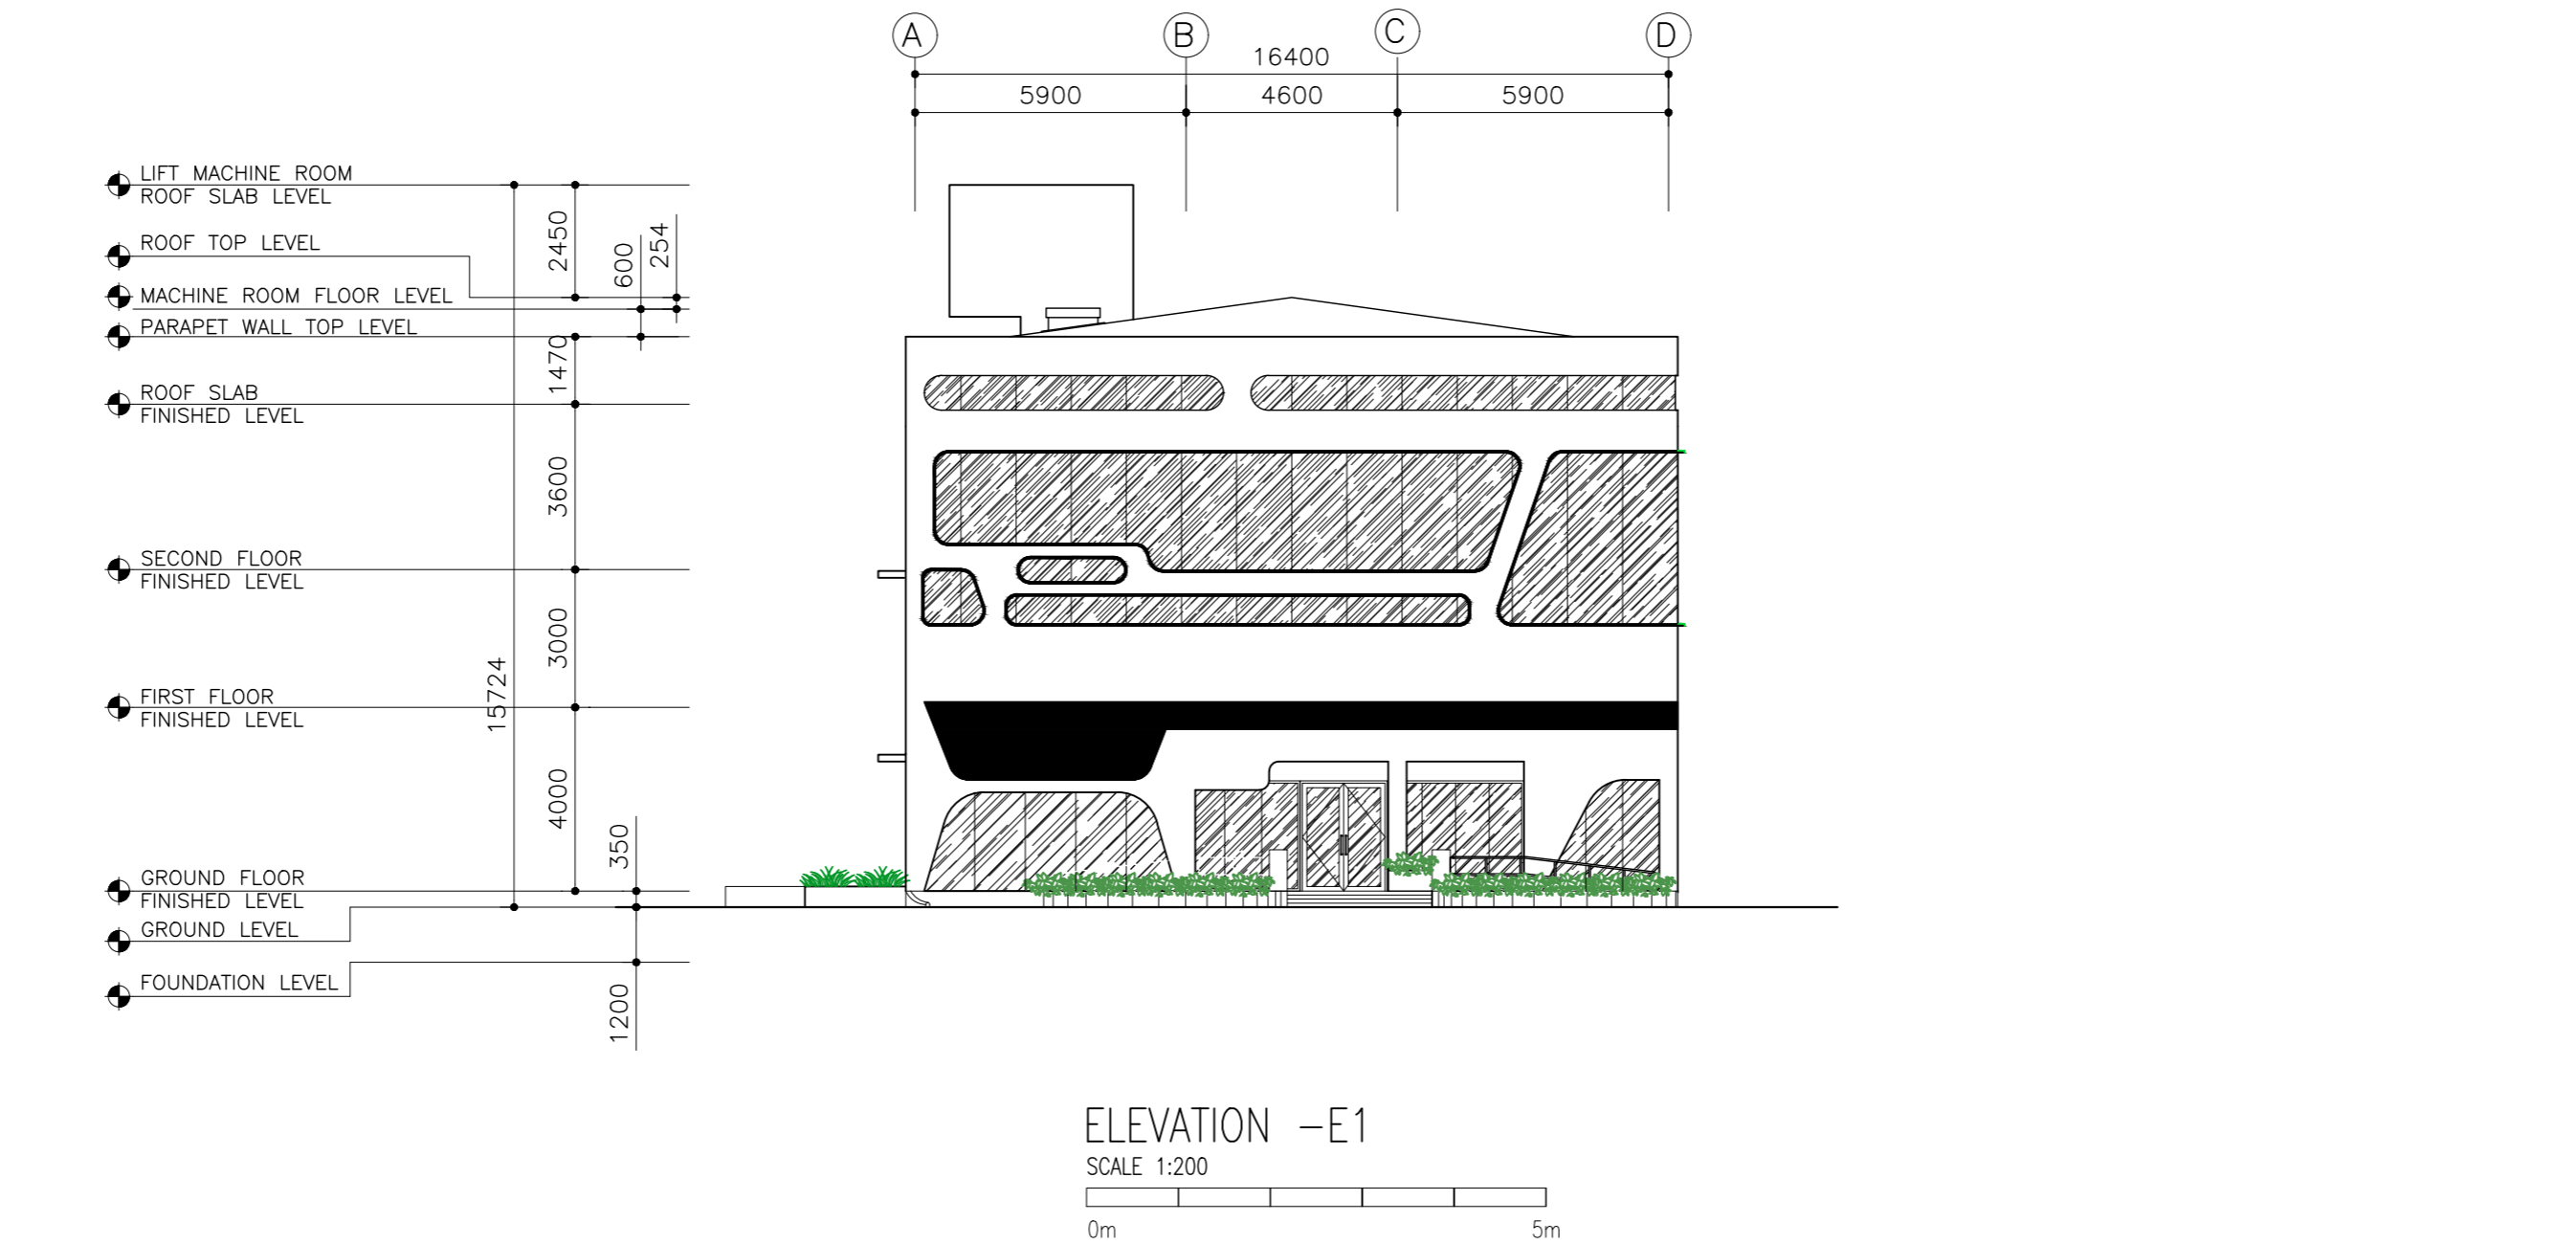 A B C D
16400
5900 4600 5900
LIFT MACHINE ROOM
ROOF SLAB LEVEL
ROOF TOP LEVEL
2450
600
254
MACHINE ROOM FLOOR LEVEL
PARAPET WALL TOP LEVEL
1470
ROOF SLAB
FINISHED LEVEL
3600
SECOND FLOOR
FINISHED LEVEL
3000
15724
FIRST FLOOR
FINISHED LEVEL
4000
350
GROUND FLOOR
FINISHED LEVEL
GROUND LEVEL
FOUNDATION LEVEL
1200
ELEVATION -E1
SCALE 1:200
0m 5m